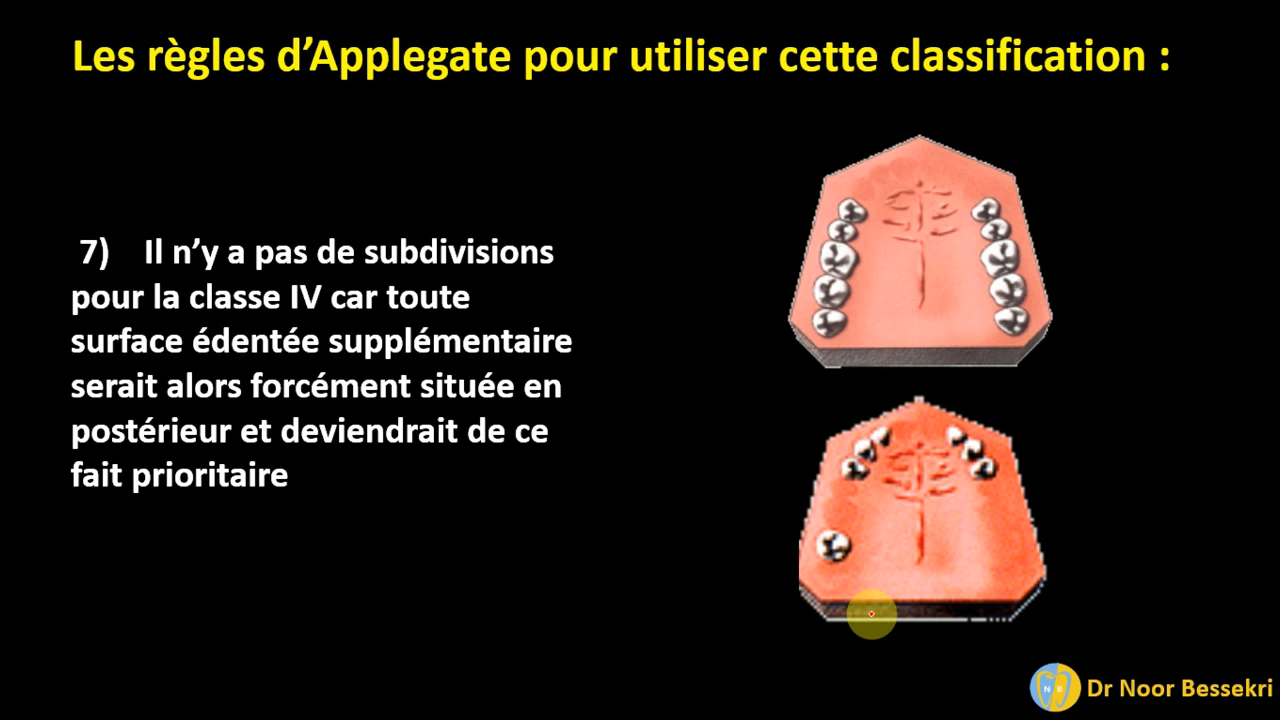 Les règles d’Applegate pour utiliser cette classification :
7) Il n’y a pas de subdivisions
pour la classe IV car toute
surface édentée supplémentaire
serait alors forcément située en
postérieur et deviendrait de ce
fait prioritaire
N B
Dr Noor Bessekri